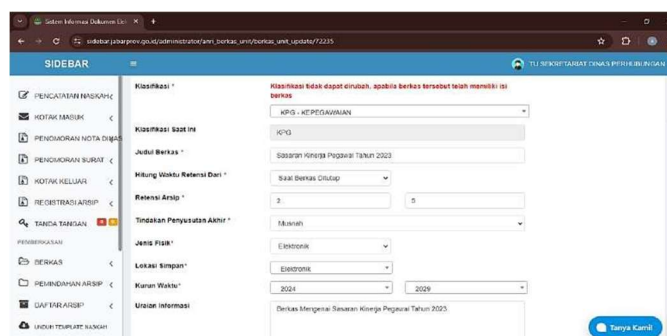 Sistem Informasi Dokumen Ele
sidebar.jabarprov.go.id/administrator/anri_berkas_unit/berkas_unit_update/72235
SIDEBAR
TU SEKRETARIAT DINAS PERHUBUNGAN
PENCATATAN NASKAH
KOTAK MASUK
PENOMORAN NOTA DINAS
PENOMORAN SURAT
KOTAK KELUAR
REGISTRASI ARSIP
TANDA TANGAN
PEMBERKASAN
BERKAS
PEMINDAHAN ARSIP
DAFTAR ARSIP
UNDUH TEMPLATE NASKAH
Klasifikasi *
Klasifikasi tidak dapat dirubah, apabila berkas tersebut telah memiliki isi
berkas
KPG - KEPEGAWAIAN
Klasifikasi Saat Ini
KPG
Judul Berkas *
Sasaran Kinerja Pegawai Tahun 2023
Hitung Waktu Retensi Dari *
Saat Berkas Ditutup
Retensi Arsip *
2
5
Tindakan Penyusutan Akhir *
Musnah
Jenis Fisik*
Elektronik
Lokasi Simpan*
Elektronik
Kurun Waktu*
2024
2029
Uraian Informasi
Berkas Mengenai Sasaran Kinerja Pegawai Tahun 2023
Tanya Kami!